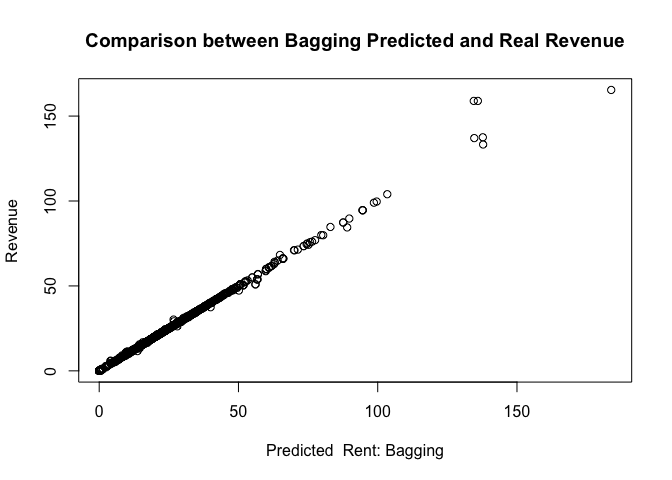 Comparison between Bagging Predicted and Real Revenue
150
100
50
0
Revenue
0 50 100 150
Predicted  Rent: Bagging